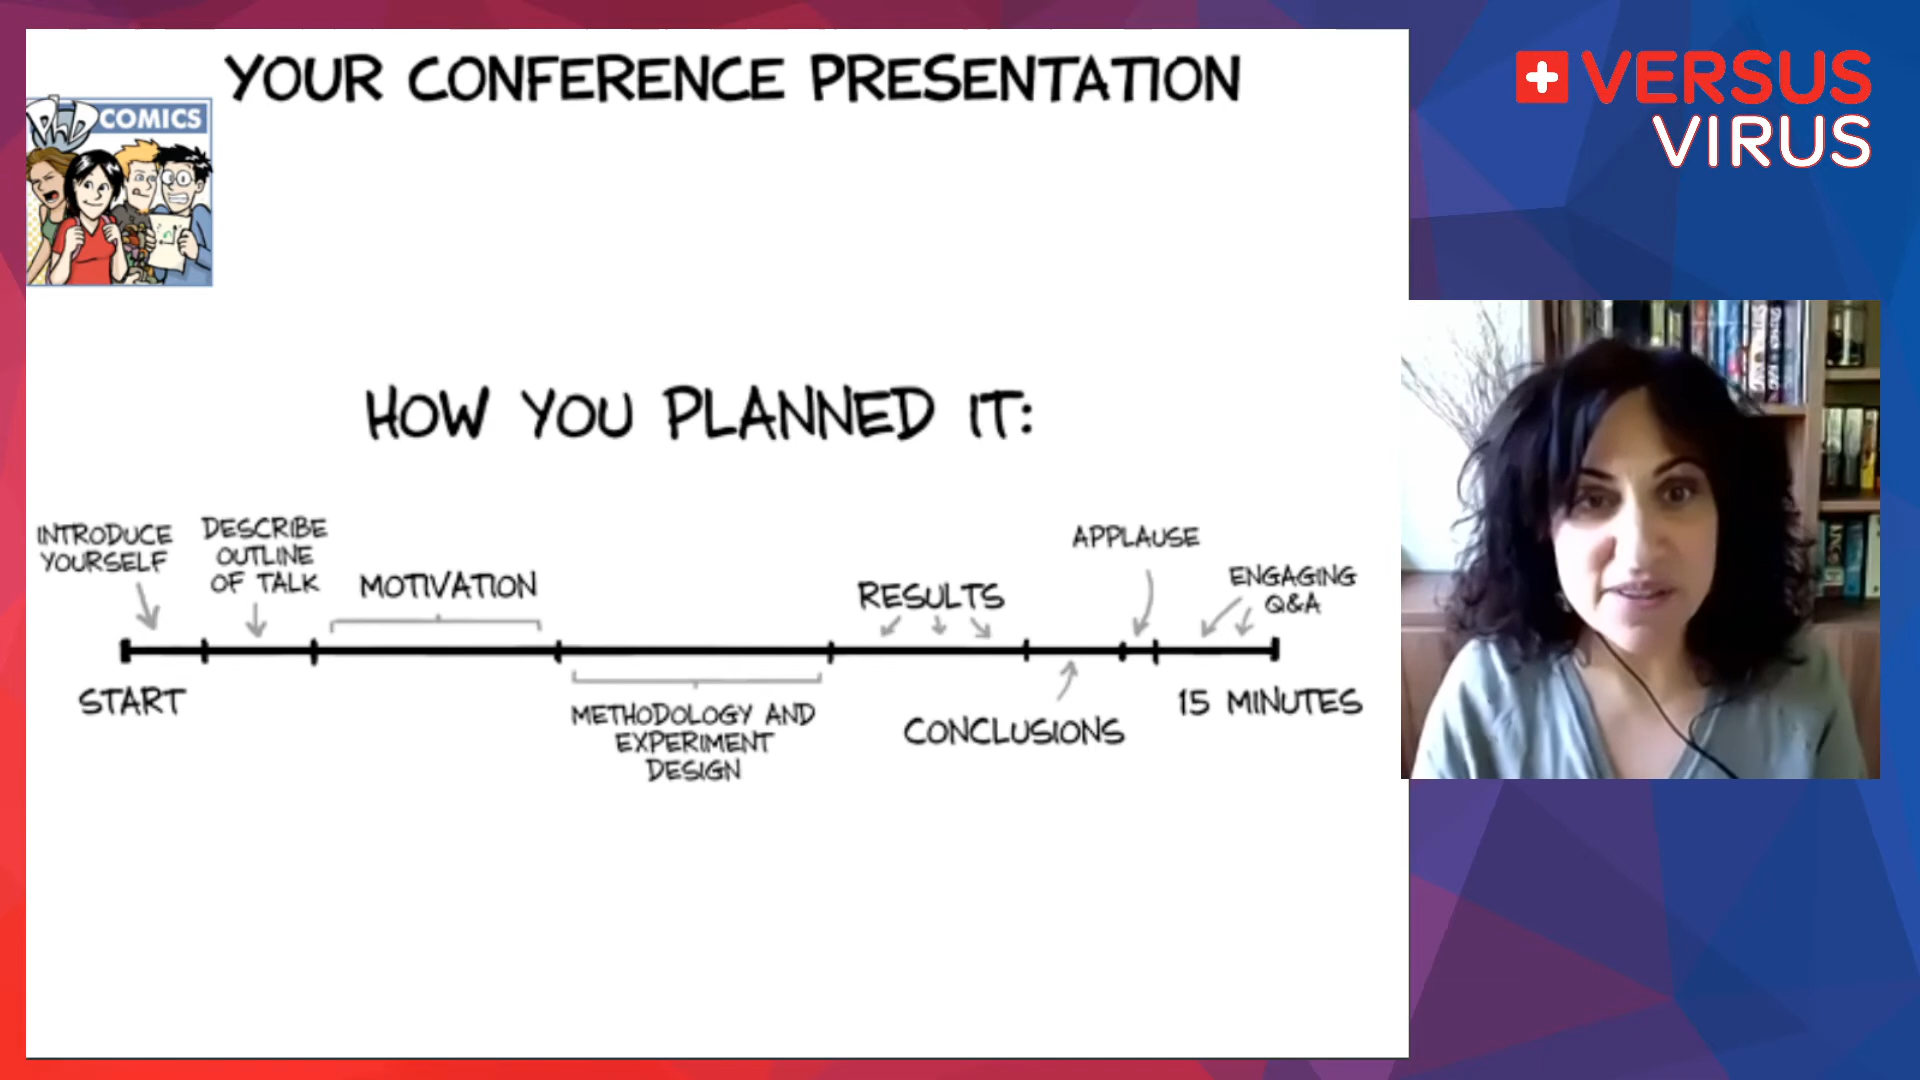 YOUR CONFERENCE PRESENTATION
PhD COMICS
VERSUS
VIRUS
HOW YOU PLANNED IT:
INTRODUCE
YOURSELF
DESCRIBE
OUTLINE
OF TALK
MOTIVATION
METHODOLOGY AND
EXPERIMENT
DESIGN
RESULTS
CONCLUSIONS
APPLAUSE
ENGAGING
Q&A
START
15 MINUTES